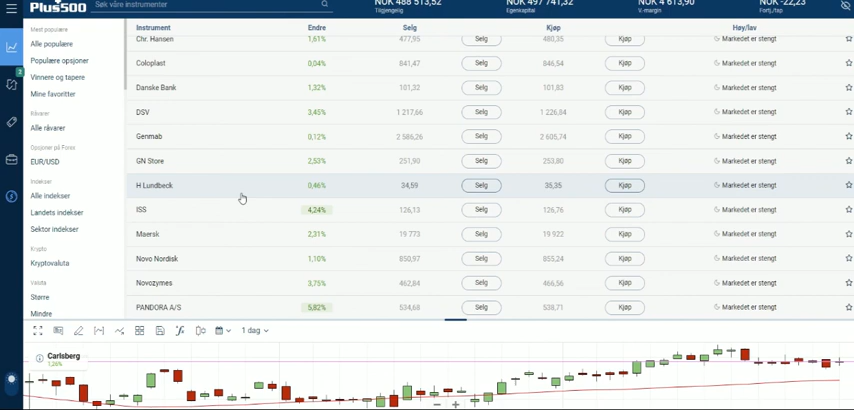 Plus500 Søk våre instrumenter NOK 488 513,52 NOK 497 741,32 NOK 4 613,90 NOK -22,23
Tilgjengelig Egenkapital V-margin Fortj./tap
Mest populære
Alle populære
Populære opsjoner
Vinnere og tapere
Mine favoritter
Råvarer
Alle råvarer
Opsjoner på Forex
EUR/USD
Indekser
Alle indekser
Landets indekser
Sektor indekser
Krypto
Kryptovaluta
Valuta
Større
Mindre
2
Instrument Endre Selg Kjøp Høy/lav
Chr. Hansen 1,61% 477,95 Selg 480,35 Kjøp Markedet er stengt
Coloplast 0,04% 841,47 Selg 846,54 Kjøp Markedet er stengt
Danske Bank 1,32% 101,32 Selg 101,83 Kjøp Markedet er stengt
DSV 3,45% 1 217,66 Selg 1 226,84 Kjøp Markedet er stengt
Genmab 0,12% 2 586,26 Selg 2 605,74 Kjøp Markedet er stengt
GN Store 2,53% 251,90 Selg 253,80 Kjøp Markedet er stengt
H Lundbeck 0,46% 34,59 Selg 35,35 Kjøp Markedet er stengt
ISS 4,24% 126,13 Selg 126,76 Kjøp Markedet er stengt
Maersk 2,31% 19 773 Selg 19 922 Kjøp Markedet er stengt
Novo Nordisk 1,10% 850,97 Selg 855,24 Kjøp Markedet er stengt
Novozymes 3,75% 462,84 Selg 466,56 Kjøp Markedet er stengt
PANDORA A/S 5,82% 534,68 Selg 538,71 Kjøp Markedet er stengt
1 dag
Carlsberg
1,26%